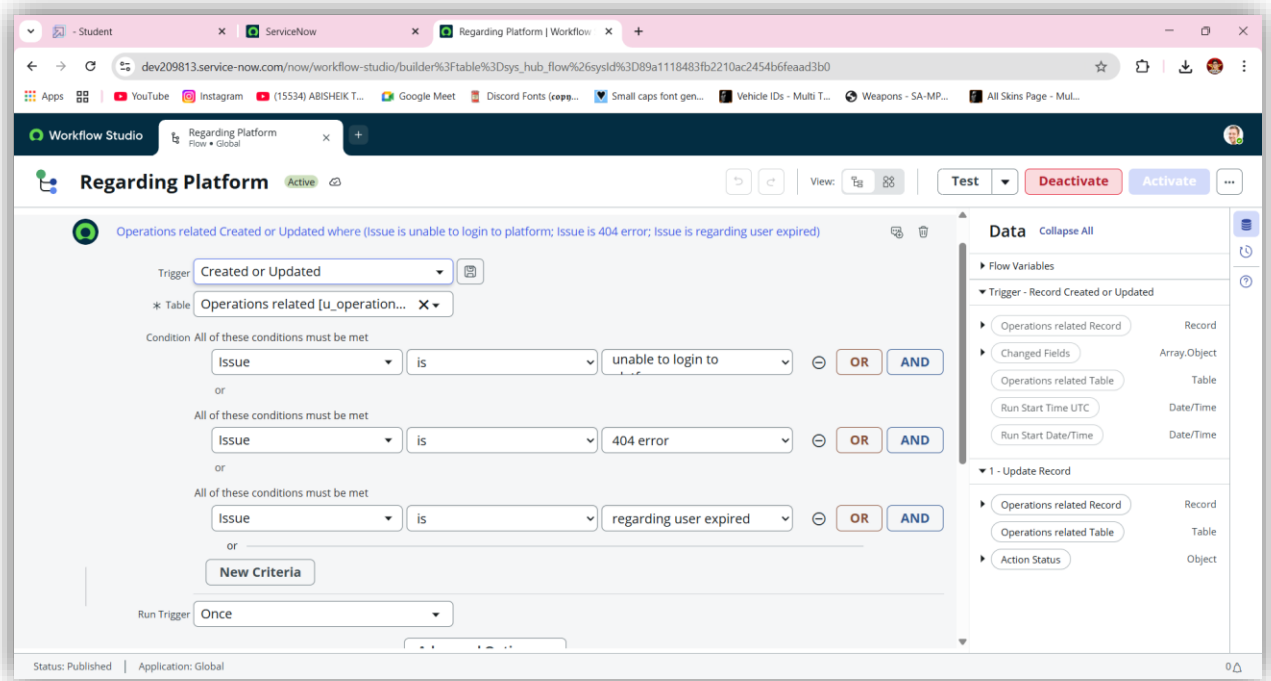 - Student
ServiceNow
Regarding Platform | Workflow
dev209813.service-now.com/now/workflow-studio/builder%3Ftable%3Dsys_hub_flow%26sysId%3D89a1118483fb2210ac2454b6feaad3b0
Apps YouTube Instagram (15534) ABISHEIK T... Google Meet Discord Fonts (copy... Small caps font gen... Vehicle IDs - Multi T... Weapons - SA-MP... All Skins Page - Mul...
Workflow Studio
Regarding Platform
Flow • Global
Regarding Platform Active View: Test Deactivate Activate
Operations related Created or Updated where (Issue is unable to login to platform; Issue is 404 error; Issue is regarding user expired)
Trigger Created or Updated
* Table Operations related [u_operation...
Condition All of these conditions must be met
Issue is unable to login to OR AND
or
All of these conditions must be met
Issue is 404 error OR AND
or
All of these conditions must be met
Issue is regarding user expired OR AND
or
New Criteria
Run Trigger Once
Data Collapse All
Flow Variables
Trigger - Record Created or Updated
Operations related Record Record
Changed Fields Array.Object
Operations related Table Table
Run Start Time UTC Date/Time
Run Start Date/Time Date/Time
1 - Update Record
Operations related Record Record
Operations related Table Table
Action Status Object
Status: Published | Application: Global
0